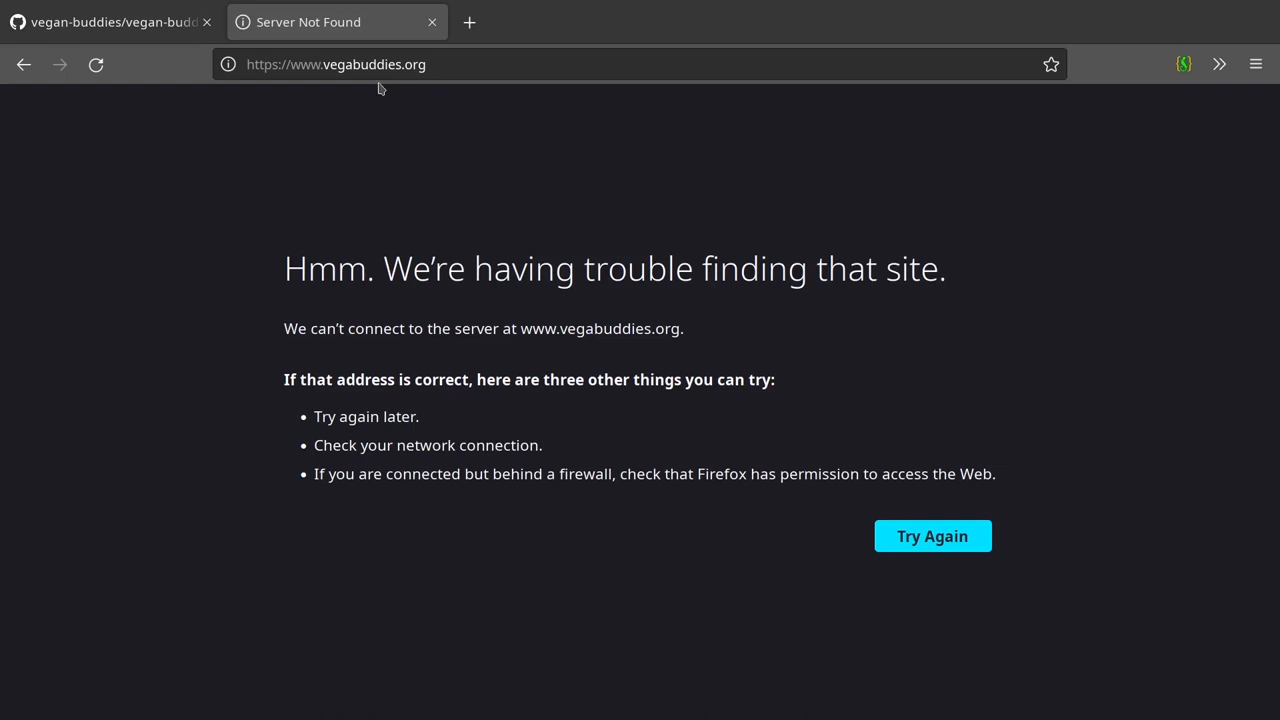 vegan-buddies/vegan-budd
Server Not Found
https://www.vegabuddies.org
Hmm. We’re having trouble finding that site.
We can’t connect to the server at www.vegabuddies.org.
If that address is correct, here are three other things you can try:
Try again later.
Check your network connection.
If you are connected but behind a firewall, check that Firefox has permission to access the Web.
Try Again